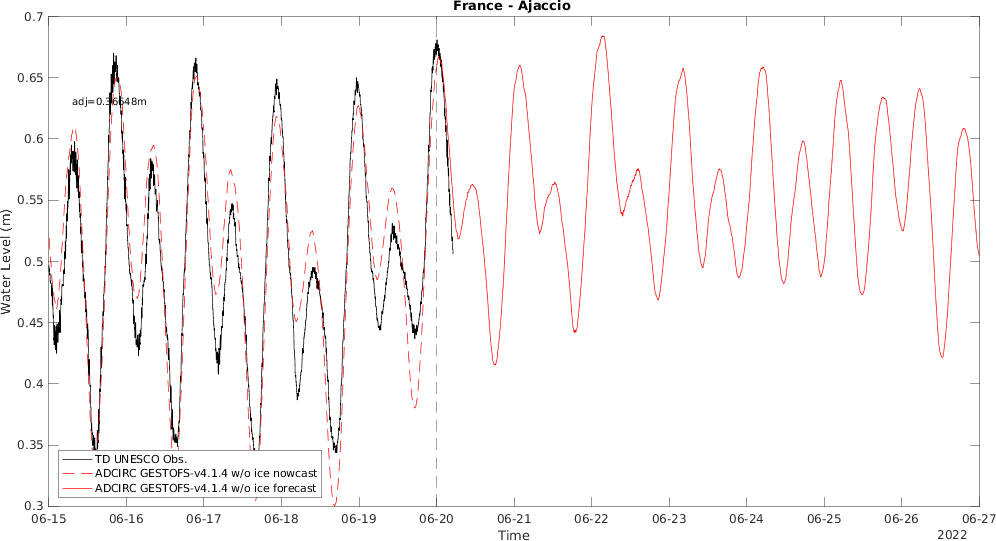 France - Ajaccio
0.7
0.65
adj=0.36648m
0.6
0.55
0.5
0.45
0.4
0.35
0.3
Water Level (m)
TD UNESCO Obs.
ADCIRC GESTOFS-v4.1.4 w/o ice nowcast
ADCIRC GESTOFS-v4.1.4 w/o ice forecast
06-15 06-16 06-17 06-18 06-19 06-20 06-21 06-22 06-23 06-24 06-25 06-26 06-27
Time
2022